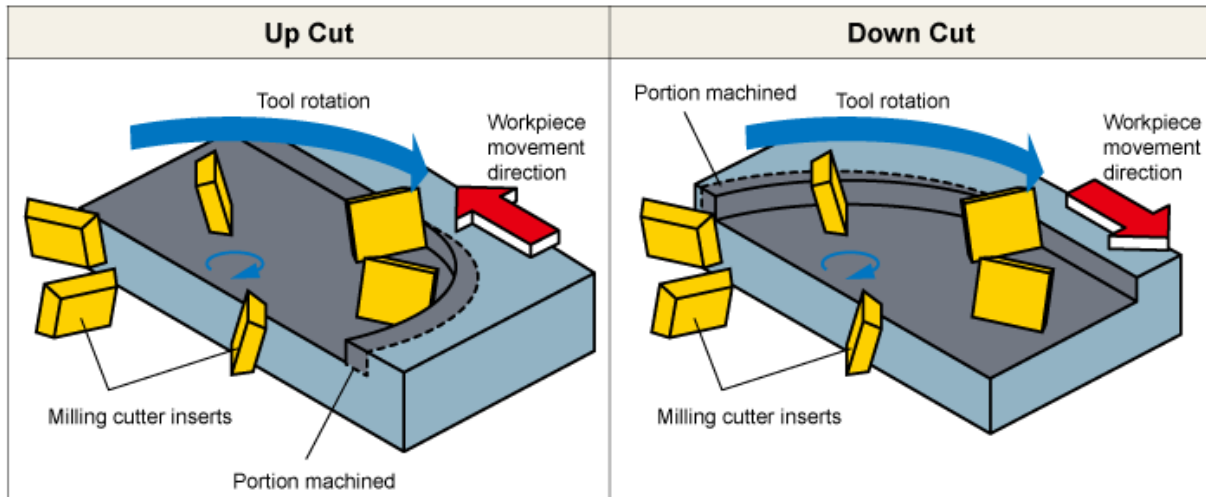 Up Cut
Tool rotation
Workpiece
movement
direction
Milling cutter inserts
Portion machined
Down Cut
Portion machined
Tool rotation
Workpiece
movement
direction
Milling cutter inserts